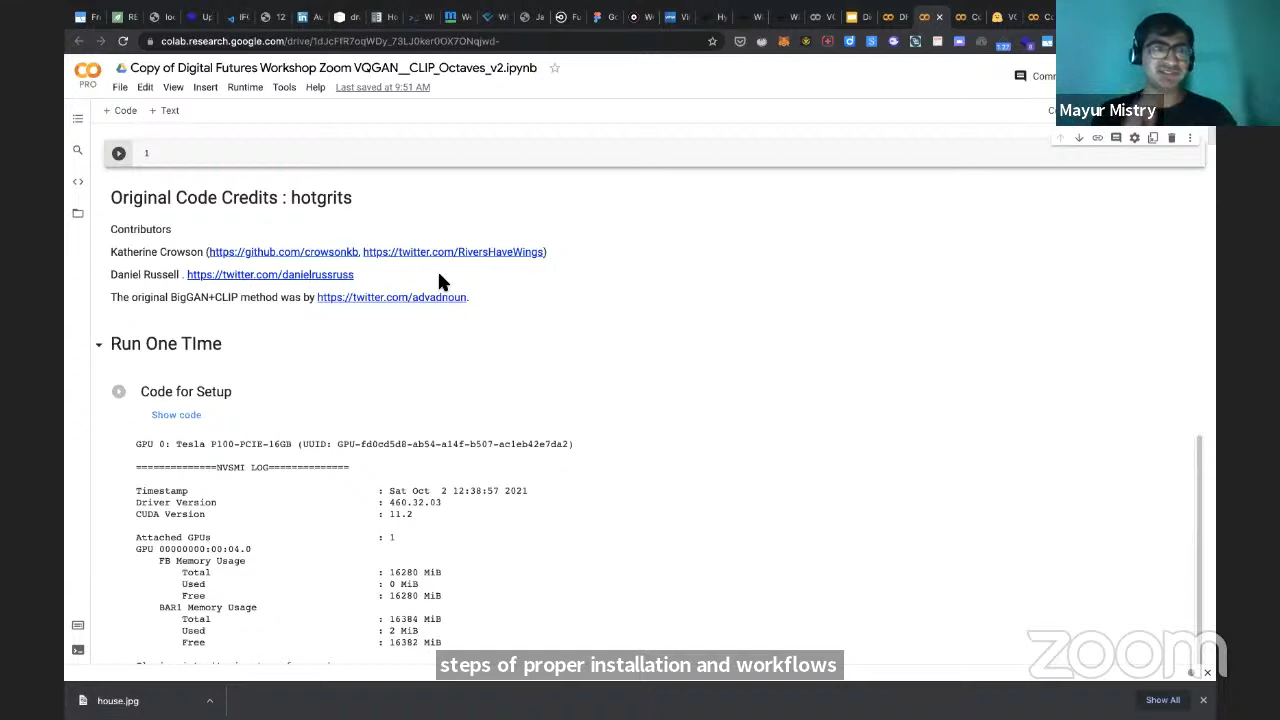 colab.research.google.com/drive/1dJcFfR7oqWDy_73LJ0ker0OX7ONqjwd-
1.27
CO
PRO
Copy of Digital Futures Workshop Zoom VQGAN__CLIP_Octaves_v2.ipynb
File Edit View Insert Runtime Tools Help Last saved at 9:51 AM
Comm
Mayur Mistry
+ Code + Text
1
Original Code Credits : hotgrits
Contributors
Katherine Crowson (https://github.com/crowsonkb, https://twitter.com/RiversHaveWings)
Daniel Russell . https://twitter.com/danielrussruss
The original BigGAN+CLIP method was by https://twitter.com/advadnoun.
Run One TIme
Code for Setup
Show code
GPU 0: Tesla P100-PCIE-16GB (UUID: GPU-fd0cd5d8-ab54-a14f-b507-ac1eb42e7da2)
==============NVSMI LOG==============
Timestamp : Sat Oct 2 12:38:57 2021
Driver Version : 460.32.03
CUDA Version : 11.2
Attached GPUs : 1
GPU 00000000:00:04.0
FB Memory Usage
Total : 16280 MiB
Used : 0 MiB
Free : 16280 MiB
BAR1 Memory Usage
Total : 16384 MiB
Used : 2 MiB
Free : 16382 MiB
steps of proper installation and workflows
zoom
house.jpg
Show All